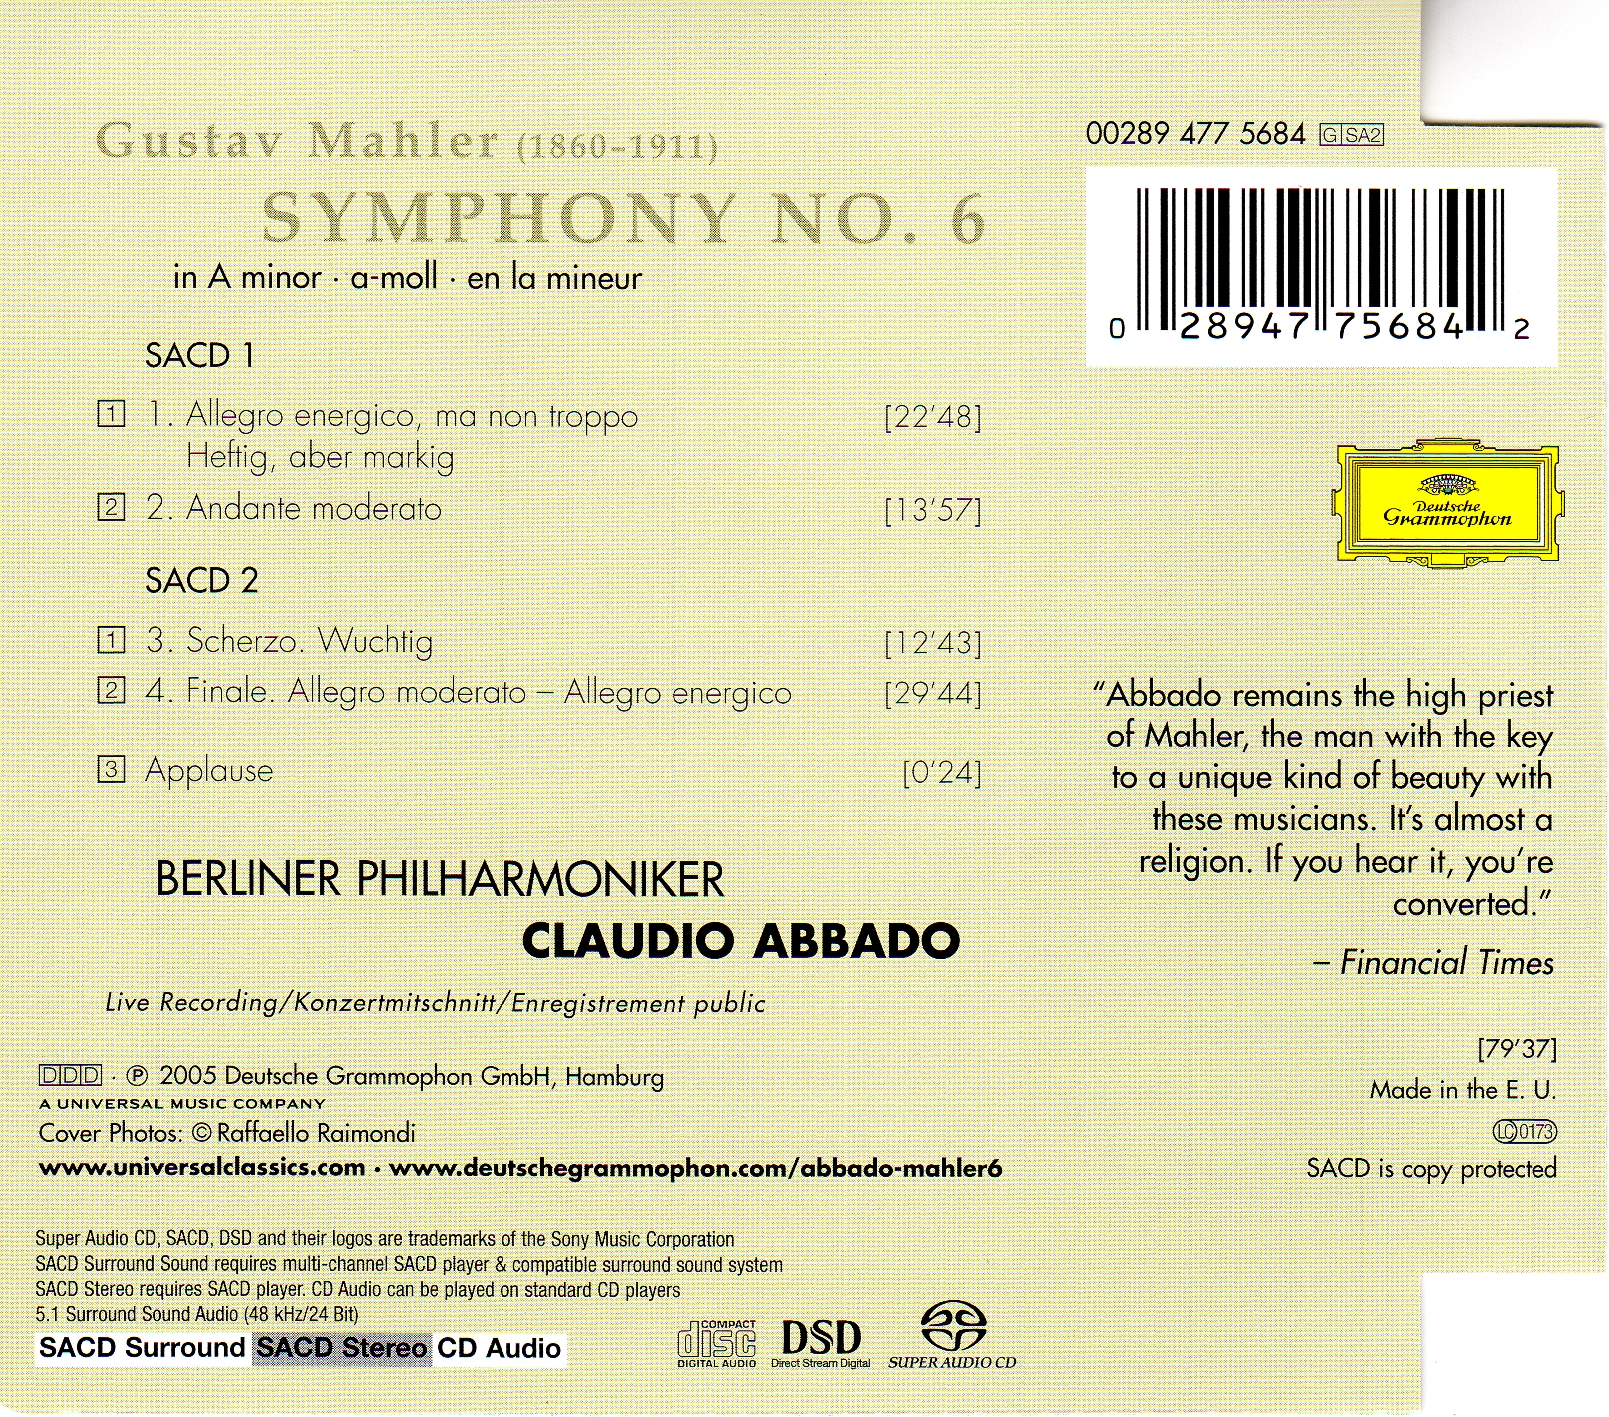 Gustav Mahler (1860–1911)
SYMPHONY NO. 6
in A minor · a-moll · en la mineur
SACD 1
1 1. Allegro energico, ma non troppo [22’48]
Heftig, aber markig
2 2. Andante moderato [13’57]
SACD 2
1 3. Scherzo. Wuchtig [12’43]
2 4. Finale. Allegro moderato – Allegro energico [29’44]
3 Applause [0’24]
BERLINER PHILHARMONIKER
CLAUDIO ABBADO
Live Recording/Konzertmitschnitt/Enregistrement public
DDD · ℗ 2005 Deutsche Grammophon GmbH, Hamburg
A UNIVERSAL MUSIC COMPANY
Cover Photos: © Raffaello Raimondi
www.universalclassics.com · www.deutschegrammophon.com/abbado-mahler6
Super Audio CD, SACD, DSD and their logos are trademarks of the Sony Music Corporation
SACD Surround Sound requires multi-channel SACD player & compatible surround sound system
SACD Stereo requires SACD player. CD Audio can be played on standard CD players
5.1 Surround Sound Audio (48 kHz/24 Bit)
SACD Surround SACD Stereo CD Audio
COMPACT
disc
DIGITAL AUDIO
DSD
Direct Stream Digital
SUPER AUDIO CD
00289 477 5684 G SA2
0 28947 75684 2
Deutsche
Grammophon
“Abbado remains the high priest
of Mahler, the man with the key
to a unique kind of beauty with
these musicians. It’s almost a
religion. If you hear it, you’re
converted.”
– Financial Times
[79’37]
Made in the E. U.
LC 0173
SACD is copy protected